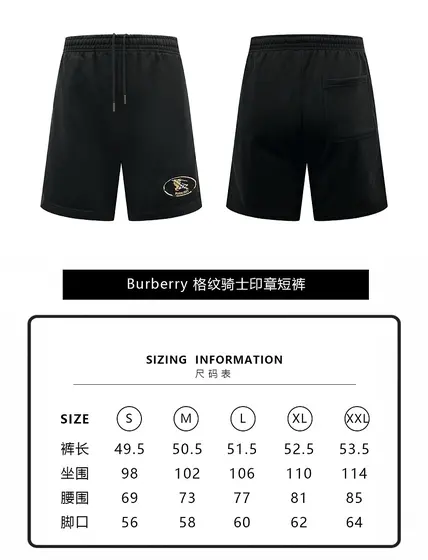 Burberry 格纹骑士印章短裤
SIZING INFORMATION
尺码表
SIZE S M L XL XXL
裤长 49.5 50.5 51.5 52.5 53.5
坐围 98 102 106 110 114
腰围 69 73 77 81 85
脚口 56 58 60 62 64